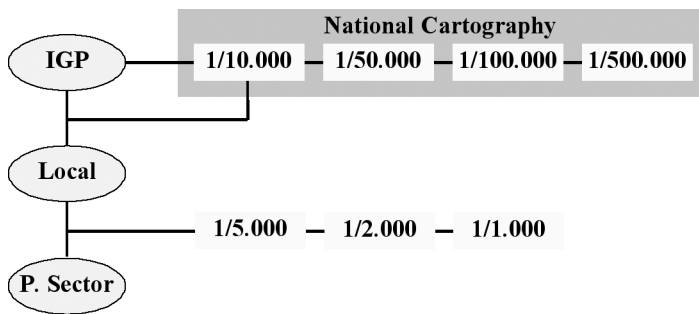 National Cartography
IGP 1/10.000 1/50.000 1/100.000 1/500.000
Local
1/5.000 1/2.000 1/1.000
P. Sector